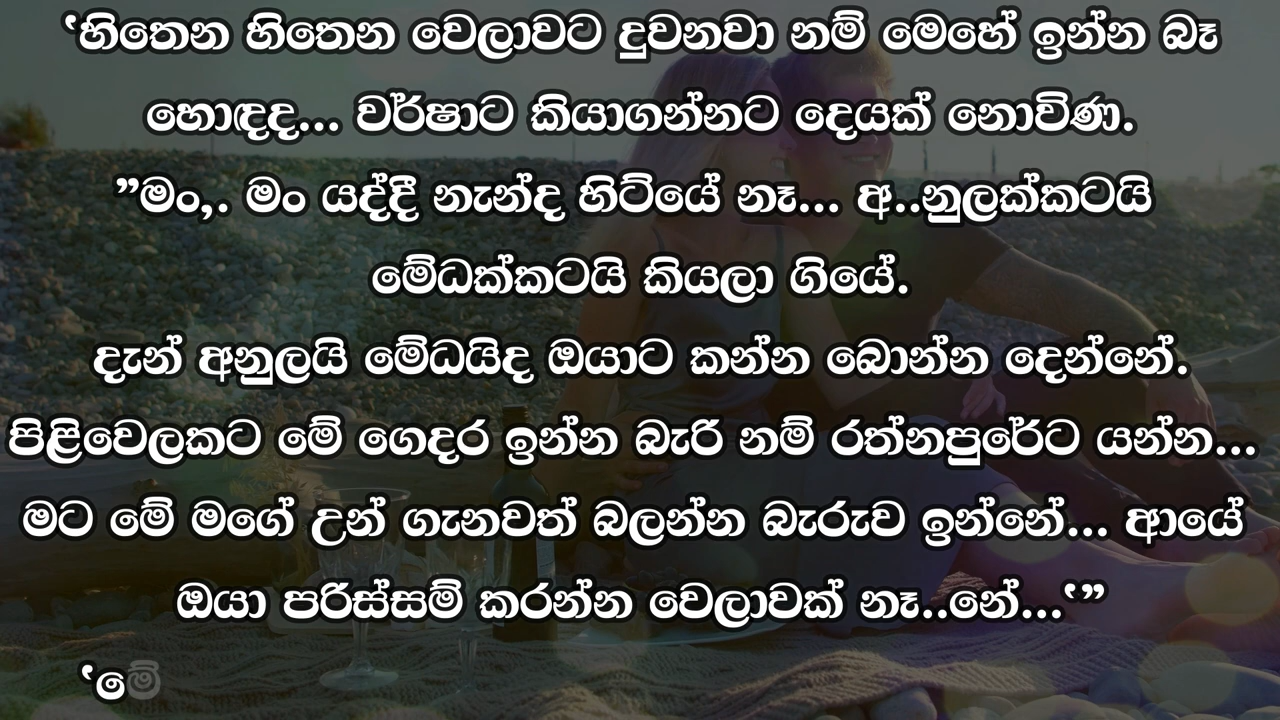 ‘හිතෙන හිතෙන වෙලාවට දුවනවා නම් මෙහේ ඉන්න බෑ
හොඳද... වර්ෂාට කියාගන්නට දෙයක් නොවිණ.
”මං,. මං යද්දී නැන්ද හිටියේ නෑ... අ..නුලක්කටයි
මේධක්කටයි කියලා ගියේ.
දැන් අනුලයි මේධයිද ඔයාට කන්න බොන්න දෙන්නේ.
පිළිවෙලකට මේ ගෙදර ඉන්න බැරි නම් රත්නපුරේට යන්න...
මට මේ මගේ උන් ගැනවත් බලන්න බැරුව ඉන්නේ... ආයේ
ඔයා පරිස්සම් කරන්න වෙලාවක් නෑ..නේ...‘”
‘මේ